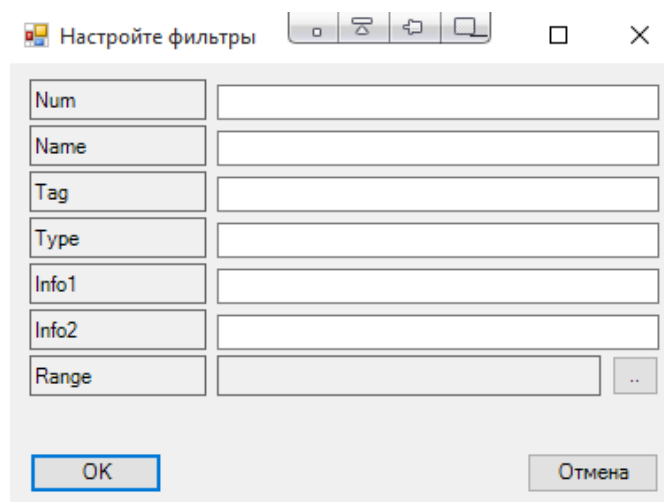 Настройте фильтры
Num
Name
Tag
Type
Info1
Info2
Range
..
OK
Отмена